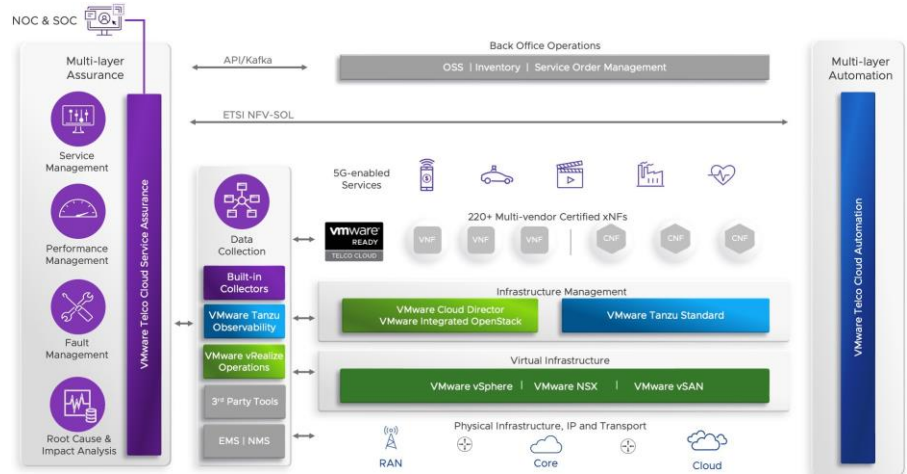 NOC & SOC
Multi-layer
Assurance
Service
Management
Performance
Management
Fault
Management
Root Cause &
Impact Analysis
VMware Telco Cloud Service Assurance
API/Kafka
Back Office Operations
OSS | Inventory | Service Order Management
ETSI NFV-SOL
Data
Collection
Built-in
Collectors
VMware Tanzu
Observability
VMware vRealize
Operations
3rd Party Tools
EMS | NMS
5G-enabled
Services
220+ Multi-vendor Certified xNFs
vmware
READY
TELCO CLOUD
VNF
VNF
VNF
CNF
CNF
CNF
Infrastructure Management
VMware Cloud Director
VMware Integrated OpenStack
VMware Tanzu Standard
Virtual Infrastructure
VMware vSphere | VMware NSX | VMware vSAN
Physical Infrastructure, IP and Transport
RAN
Core
Cloud
Multi-layer
Automation
VMware Telco Cloud Automation